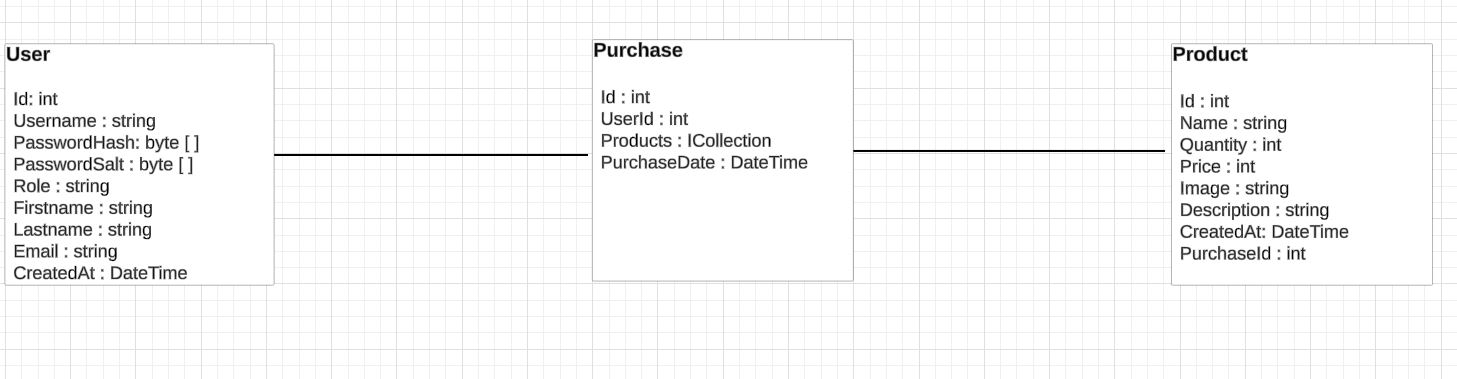 User
Id: int
Username : string
PasswordHash: byte [ ]
PasswordSalt : byte [ ]
Role : string
Firstname : string
Lastname : string
Email : string
CreatedAt : DateTime
Purchase
Id : int
UserId : int
Products : ICollection
PurchaseDate : DateTime
Product
Id : int
Name : string
Quantity : int
Price : int
Image : string
Description : string
CreatedAt: DateTime
PurchaseId : int